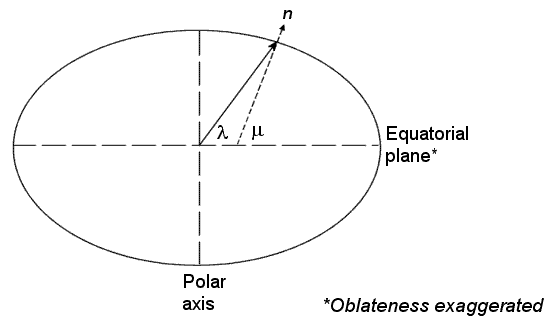 n
λ
μ
Equatorial
plane*
Polar
axis
*Oblateness exaggerated